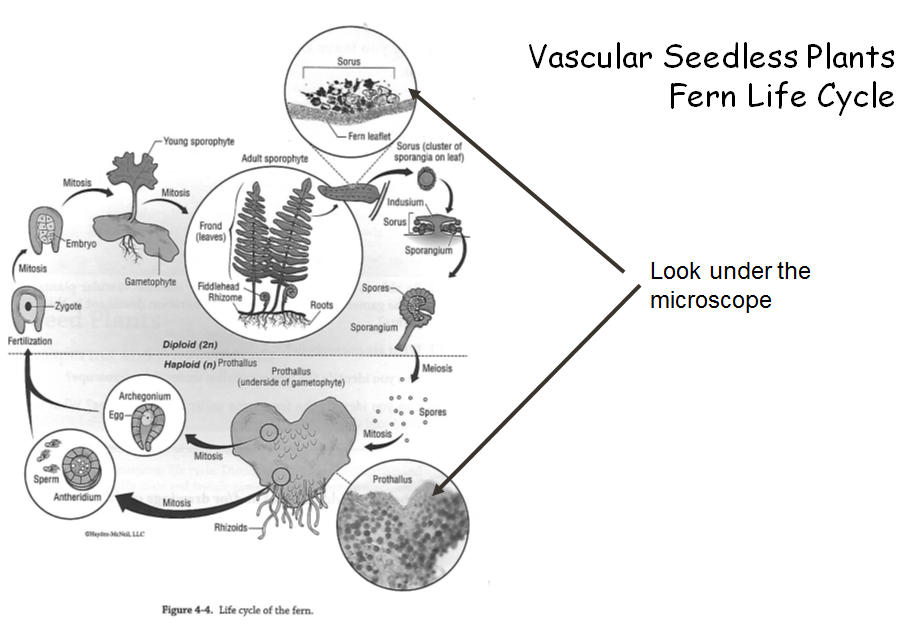 Vascular Seedless Plants
Fern Life Cycle
Sorus
Fern leaflet
Young sporophyte
Adult sporophyte
Sorus (cluster of
sporangia on leaf)
Mitosis
Mitosis
Indusium
Sorus
Sporangium
Frond
(leaves)
Embryo
Mitosis
Gametophyte
Fiddlehead
Rhizome
Roots
Look under the
microscope
Spores
Sporangium
Zygote
Fertilization
Diploid (2n)
Haploid (n)
Prothallus
Prothallus
(underside of gametophyte)
Meiosis
Archegonium
Egg
Spores
Mitosis
Mitosis
Sperm
Antheridium
Mitosis
Prothallus
Rhizoids
©Hayden-McNeil, LLC
Figure 4-4. Life cycle of the fern.